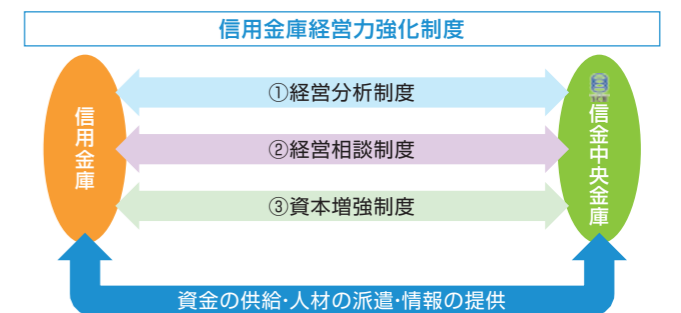 信用金庫経営力強化制度
信用金庫
①経営分析制度
②経営相談制度
③資本増強制度
信金中央金庫
資金の供給･人材の派遣･情報の提供